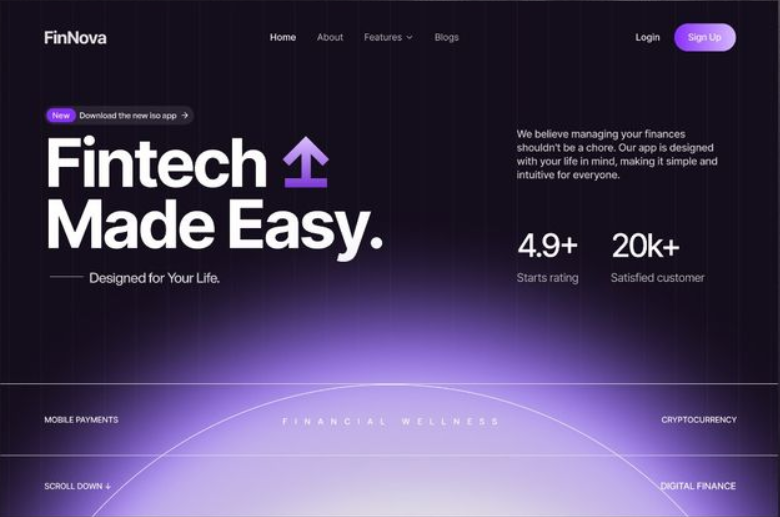 FinNova
Home
About
Features
Blogs
Login
Sign Up
New Download the new iso app →
Fintech
Made Easy.
Designed for Your Life.
We believe managing your finances
shouldn't be a chore. Our app is designed
with your life in mind, making it simple and
intuitive for everyone.
4.9+
Starts rating
20k+
Satisfied customer
MOBILE PAYMENTS
FINANCIAL WELLNESS
CRYPTOCURRENCY
SCROLL DOWN ↓
DIGITAL FINANCE